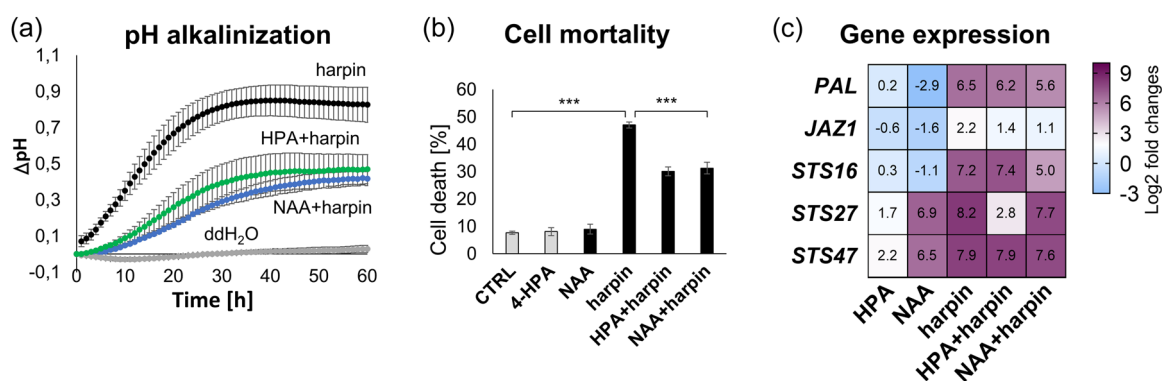 (a) pH alkalinization
1,1
0,9
0,7
0,5
0,3
0,1
-0,1
ΔpH
harpin
HPA+harpin
NAA+harpin
ddH₂O
0 10 20 30 40 50 60
Time [h]
(b) Cell mortality
60
50
40
30
20
10
0
Cell death [%]
*** ***
CTRL
4-HPA
NAA
harpin
HPA+harpin
NAA+harpin
(c) Gene expression
PAL 0.2 -2.9 6.5 6.2 5.6
JAZ1 -0.6 -1.6 2.2 1.4 1.1
STS16 0.3 -1.1 7.2 7.4 5.0
STS27 1.7 6.9 8.2 2.8 7.7
STS47 2.2 6.5 7.9 7.9 7.6
HPA
NAA
harpin
HPA+harpin
NAA+harpin
9
6
3
0
-3
Log2 fold changes